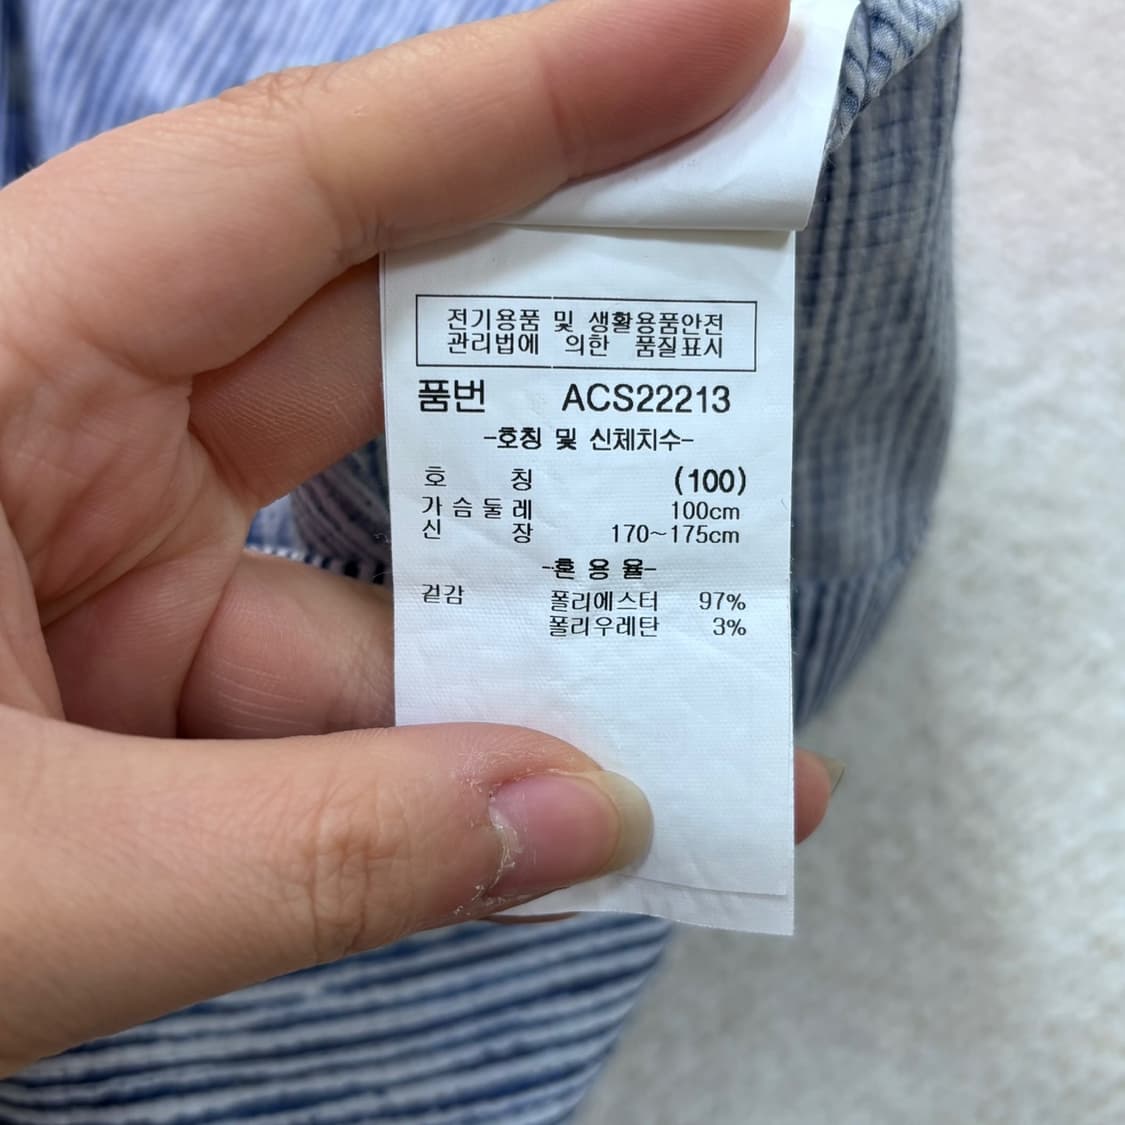 전기용품 및 생활용품안전
관리법에 의한 품질표시
품번 ACS22213
-호칭 및 신체치수-
호 칭 (100)
가슴둘레 100cm
신 장 170~175cm
-혼용율-
겉감 폴리에스터 97%
폴리우레탄 3%